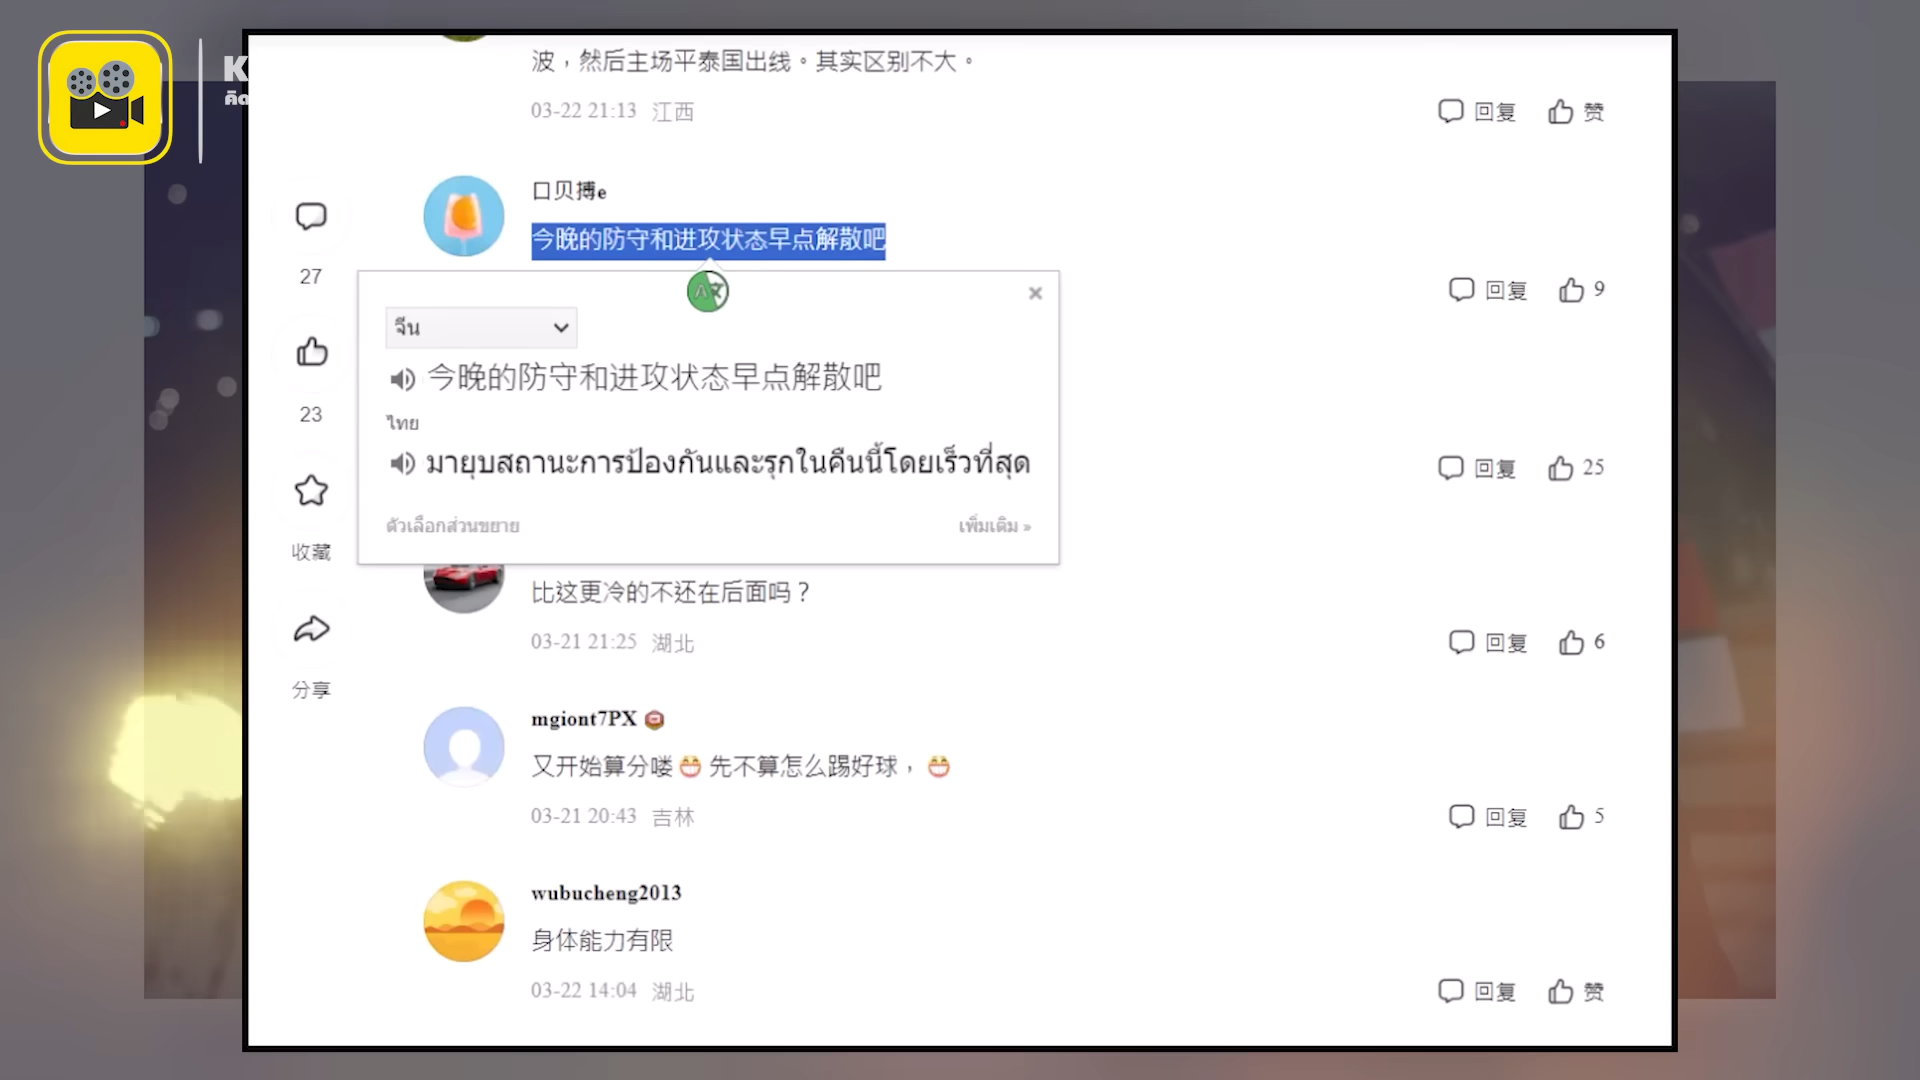 K
คิด
波，然后主场平泰国出线。其实区别不大。
03-22 21:13 江西
回复 赞
口贝搏e
今晚的防守和进攻状态早点解散吧
27
回复 9
จีน
今晚的防守和进攻状态早点解散吧
23
ไทย
มายุบสถานะการป้องกันและรุกในคืนนี้โดยเร็วที่สุด
回复 25
ตัวเลือกส่วนขยาย
เพิ่มเติม »
收藏
比这更冷的不还在后面吗？
03-21 21:25 湖北
回复 6
分享
mgiont7PX
又开始算分喽 先不算怎么踢好球，
03-21 20:43 吉林
回复 5
wubucheng2013
身体能力有限
03-22 14:04 湖北
回复 赞